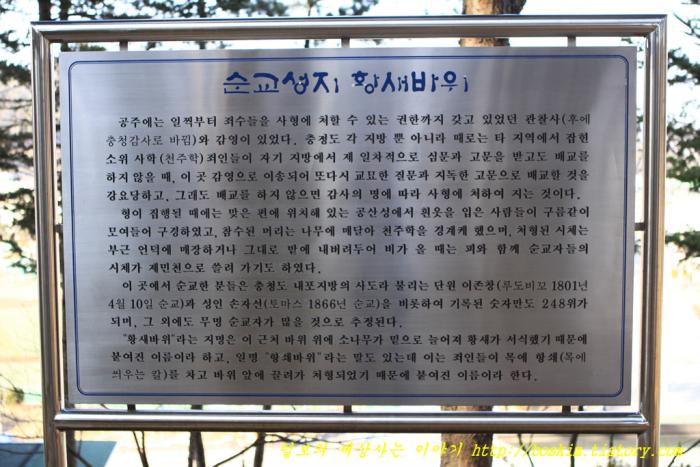 순교성지 황새바위
공주에는 일찍부터 죄수들을 사형에 처할 수 있는 권한까지 갖고 있었던 관찰사(후에
충청감사로 바뀜)와 감영이 있었다. 충청도 각 지방 뿐 아니라 때로는 타 지역에서 잡힌
소위 사학(천주학)죄인들이 자기 지방에서 제 일차적으로 심문과 고문을 받고도 배교를
하지 않을 때, 이 곳 감영으로 이송되어 또다시 교묘한 질문과 지독한 고문으로 배교할 것을
강요당하고, 그래도 배교를 하지 않으면 감사의 명에 따라 사형에 처하여 지는 것이다.
형이 집행될 때에는 맞은 편에 위치해 있는 공산성에서 흰옷을 입은 사람들이 구름같이
모여들어 구경하였고, 참수된 머리는 나무에 매달아 천주학을 경계케 했으며, 처형된 시체는
부근 언덕에 매장하거나 그대로 밭에 내버려두어 비가 올 때는 피와 함께 순교자들의
시체가 제민천으로 쓸려 가기도 하였다.
이 곳에서 순교한 분들은 충청도 내포지방의 사도라 불리는 단원 이존창(루도비꼬 1801년
4월 10일 순교)과 성인 손자선(토마스 1866년 순교)을 비롯하여 기록된 숫자만도 248위가
되며, 그 외에도 무명 순교자가 많을 것으로 추정된다.
"황새바위"라는 지명은 이 근처 바위 위에 소나무가 밑으로 늘어지 황새가 서식했기 때문에
붙여진 이름이라 하고, 일명 "항쇄바위"라는 말도 있는데 이는 죄인들이 목에 항쇄(목에
씌우는 칼)를 차고 바위 앞에 끌려가 처형되었기 때문에 붙여진 이름이라 한다.
털보의 세상사는 이야기 http://boskim.tistory.com